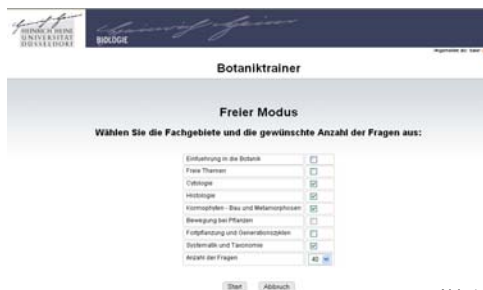 HEINRICH HEINE
UNIVERSITÄT
DÜSSELDORF
BIOLOGIE
Botaniktrainer
Freier Modus
Wählen Sie die Fachgebiete und die gewünschte Anzahl der Fragen aus:
Einfuehrung in die Botanik
Freie Themen
Cytologie
Histologie
Kormophyten - Bau und Metamorphosen
Bewegung bei Pflanzen
Fortpflanzung und Generationszyklen
Systematik und Taxonomie
Anzahl der Fragen 40
Start Abbruch